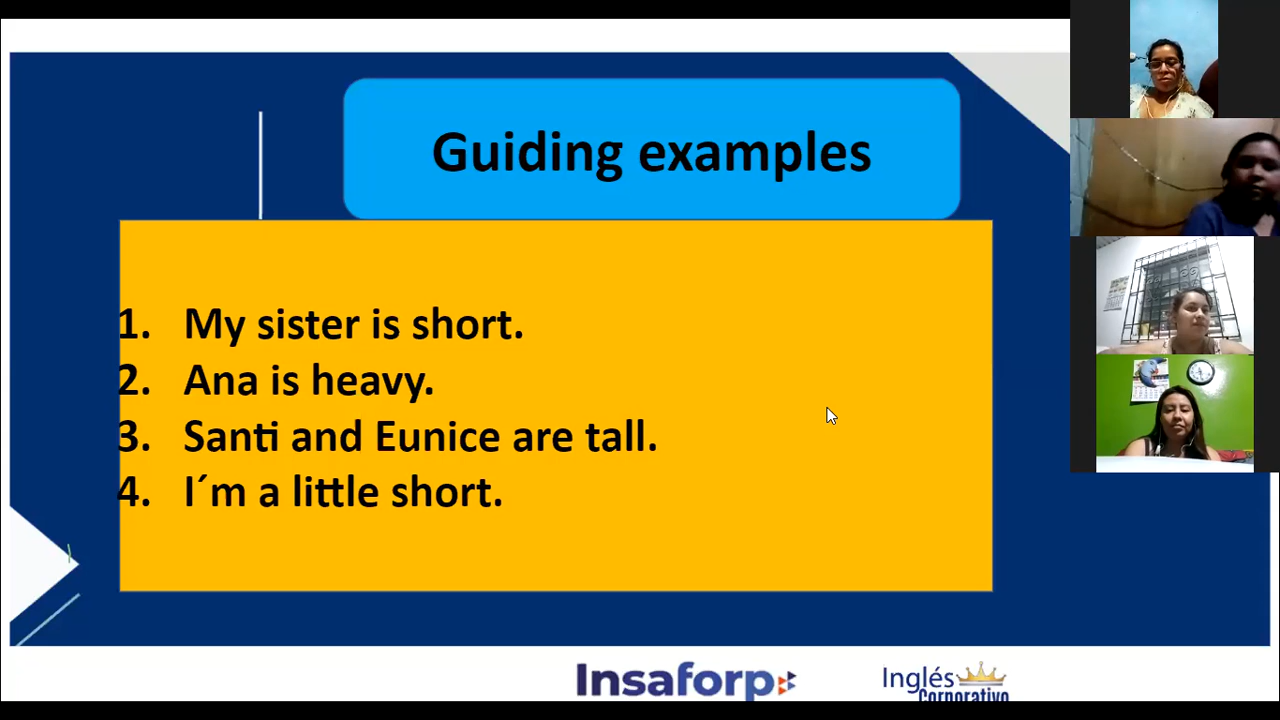 Guiding examples
1. My sister is short.
2. Ana is heavy.
3. Santi and Eunice are tall.
4. I´m a little short.
Insaforp
Inglés
Corporativo